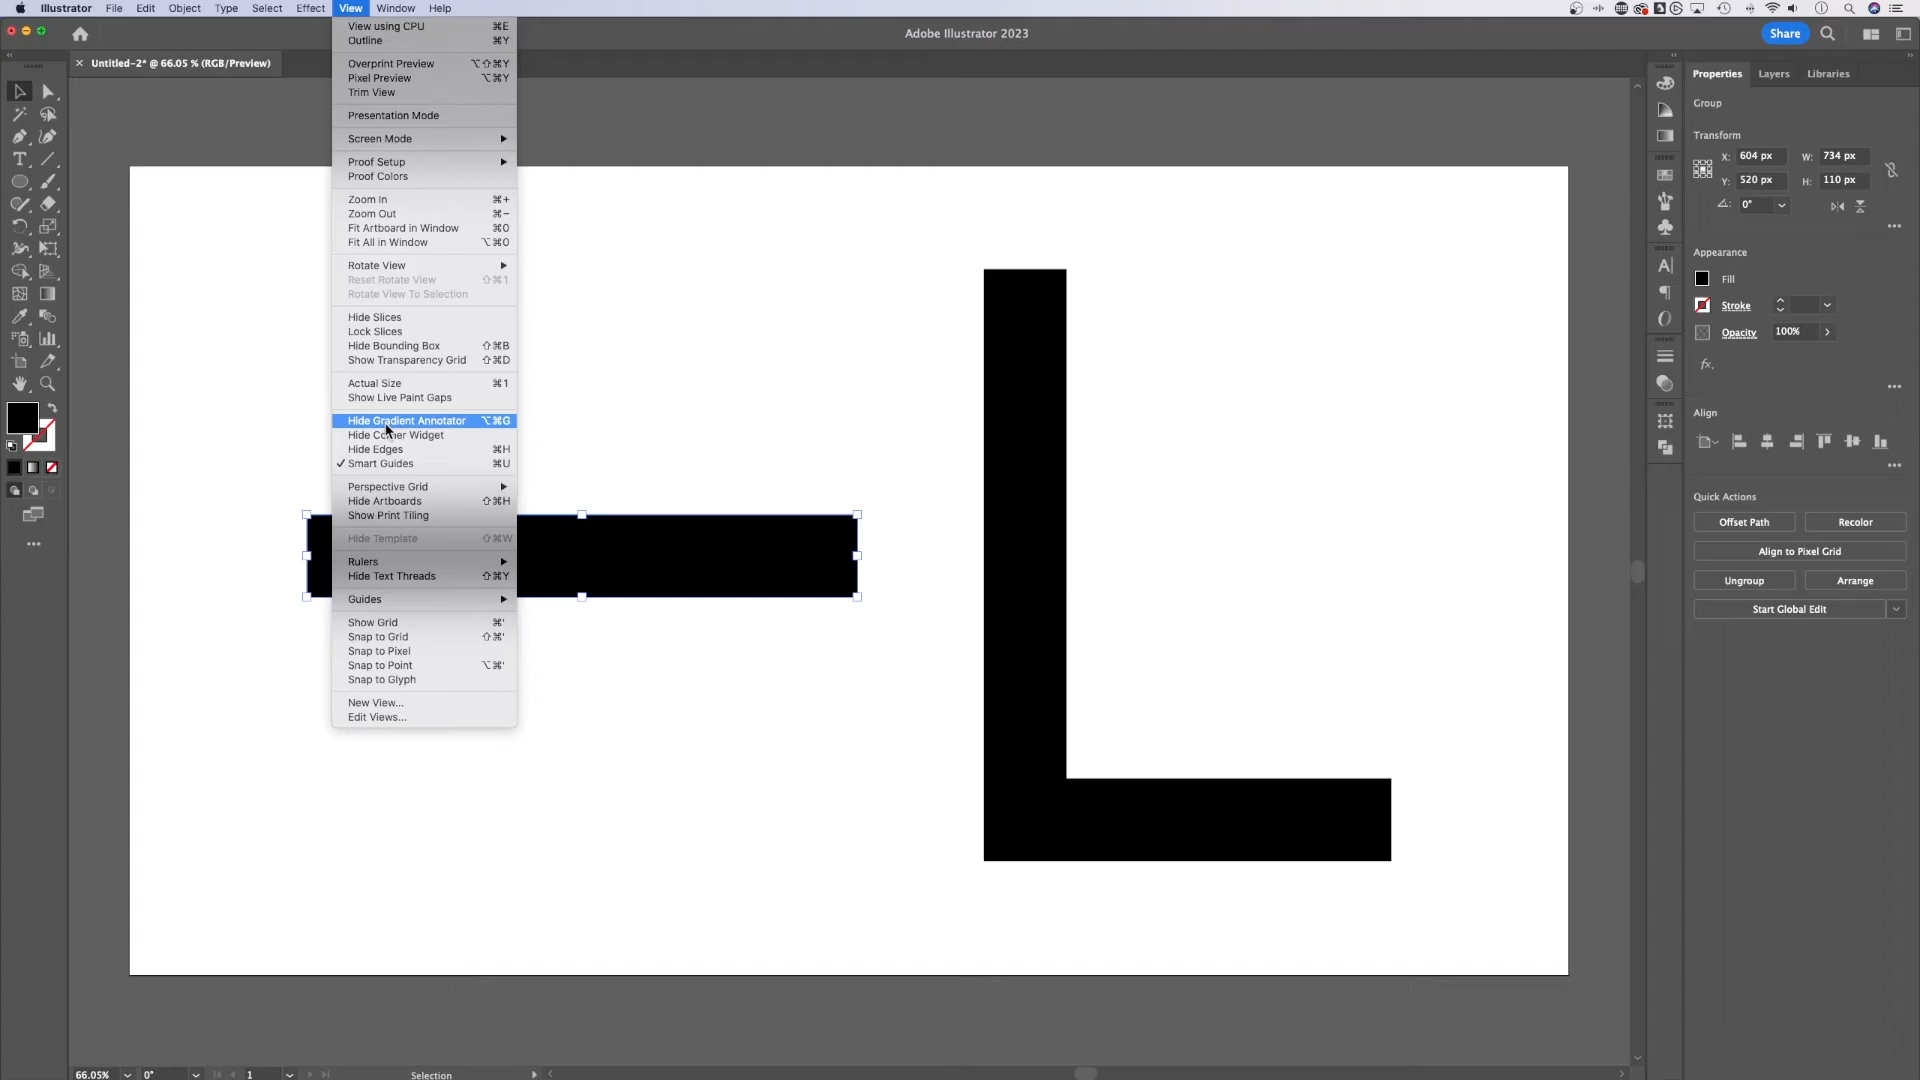 Illustrator File Edit Object Type Select Effect View Window Help
Adobe Illustrator 2023
Share
Untitled-2* @ 66.05 % (RGB/Preview)
View using CPU ⌘E
Outline ⌘Y
Overprint Preview ⌥⇧⌘Y
Pixel Preview ⌥⌘Y
Trim View
Presentation Mode
Screen Mode
Proof Setup
Proof Colors
Zoom In ⌘+
Zoom Out ⌘−
Fit Artboard in Window ⌘0
Fit All in Window ⌥⌘0
Rotate View
Reset Rotate View ⇧⌘1
Rotate View To Selection
Hide Slices
Lock Slices
Hide Bounding Box ⇧⌘B
Show Transparency Grid ⇧⌘D
Actual Size ⌘1
Show Live Paint Gaps
Hide Gradient Annotator ⌥⌘G
Hide Corner Widget
Hide Edges ⌘H
✓ Smart Guides ⌘U
Perspective Grid
Hide Artboards ⇧⌘H
Show Print Tiling
Hide Template ⇧⌘W
Rulers
Hide Text Threads ⇧⌘Y
Guides
Show Grid ⌘'
Snap to Grid ⇧⌘'
Snap to Pixel
Snap to Point ⌥⌘'
Snap to Glyph
New View...
Edit Views...
Properties Layers Libraries
Group
Transform
X: 604 px W: 734 px
Y: 520 px H: 110 px
0°
Appearance
Fill
Stroke
Opacity 100%
fx.
Align
Quick Actions
Offset Path Recolor
Align to Pixel Grid
Ungroup Arrange
Start Global Edit
66.05% 0° 1 Selection